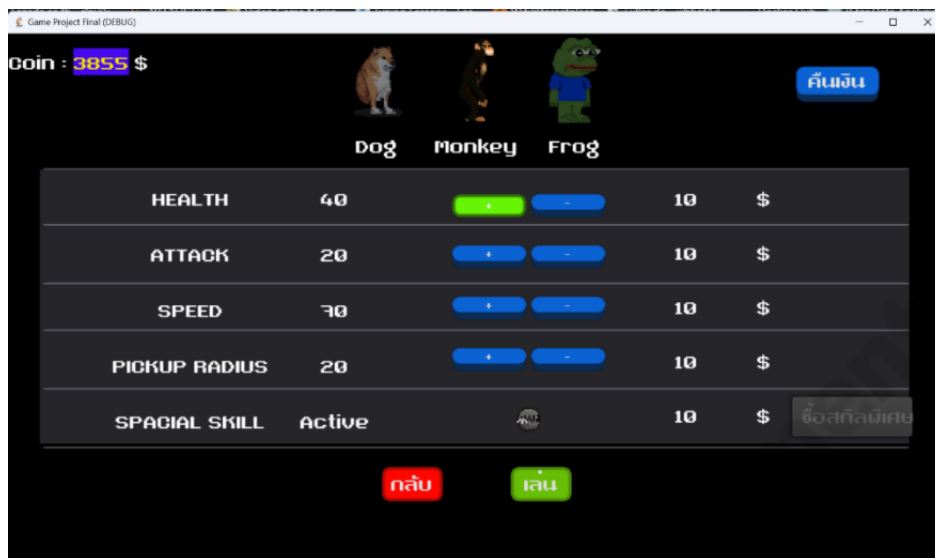 Game Project Final (DEBUG)
Coin : 3855 $
คืนเงิน
Dog Monkey Frog
HEALTH 40 + - 10 $
ATTACK 20 + - 10 $
SPEED 70 + - 10 $
PICKUP RADIUS 20 + - 10 $
SPACIAL SKILL Active 10 $ ซื้อสกิลพิเศษ
กลับ เล่น